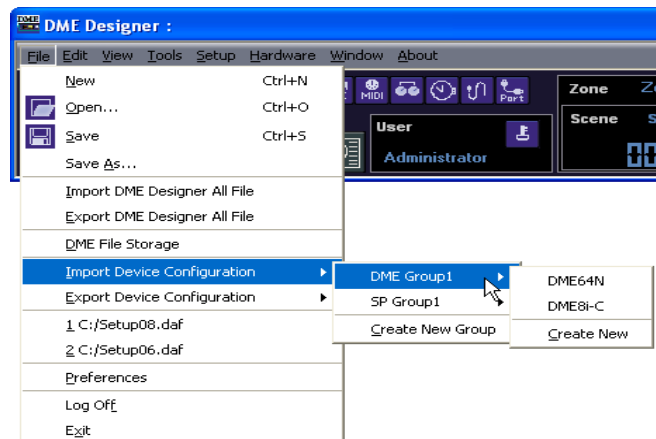 DME Designer :
File Edit View Tools Setup Hardware Window About
New Ctrl+N
Open... Ctrl+O
Save Ctrl+S
Save As...
Import DME Designer All File
Export DME Designer All File
DME File Storage
Import Device Configuration
Export Device Configuration
1 C:/Setup08.daf
2 C:/Setup06.daf
Preferences
Log Off
Exit
DME Group1
SP Group1
Create New Group
DME64N
DME8i-C
Create New
MIDI
Port
User
Administrator
Zone
Scene